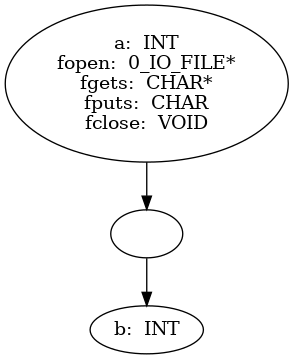 a:  INT
fopen:  0_IO_FILE*
fgets:  CHAR*
fputs:  CHAR
fclose:  VOID
b:  INT